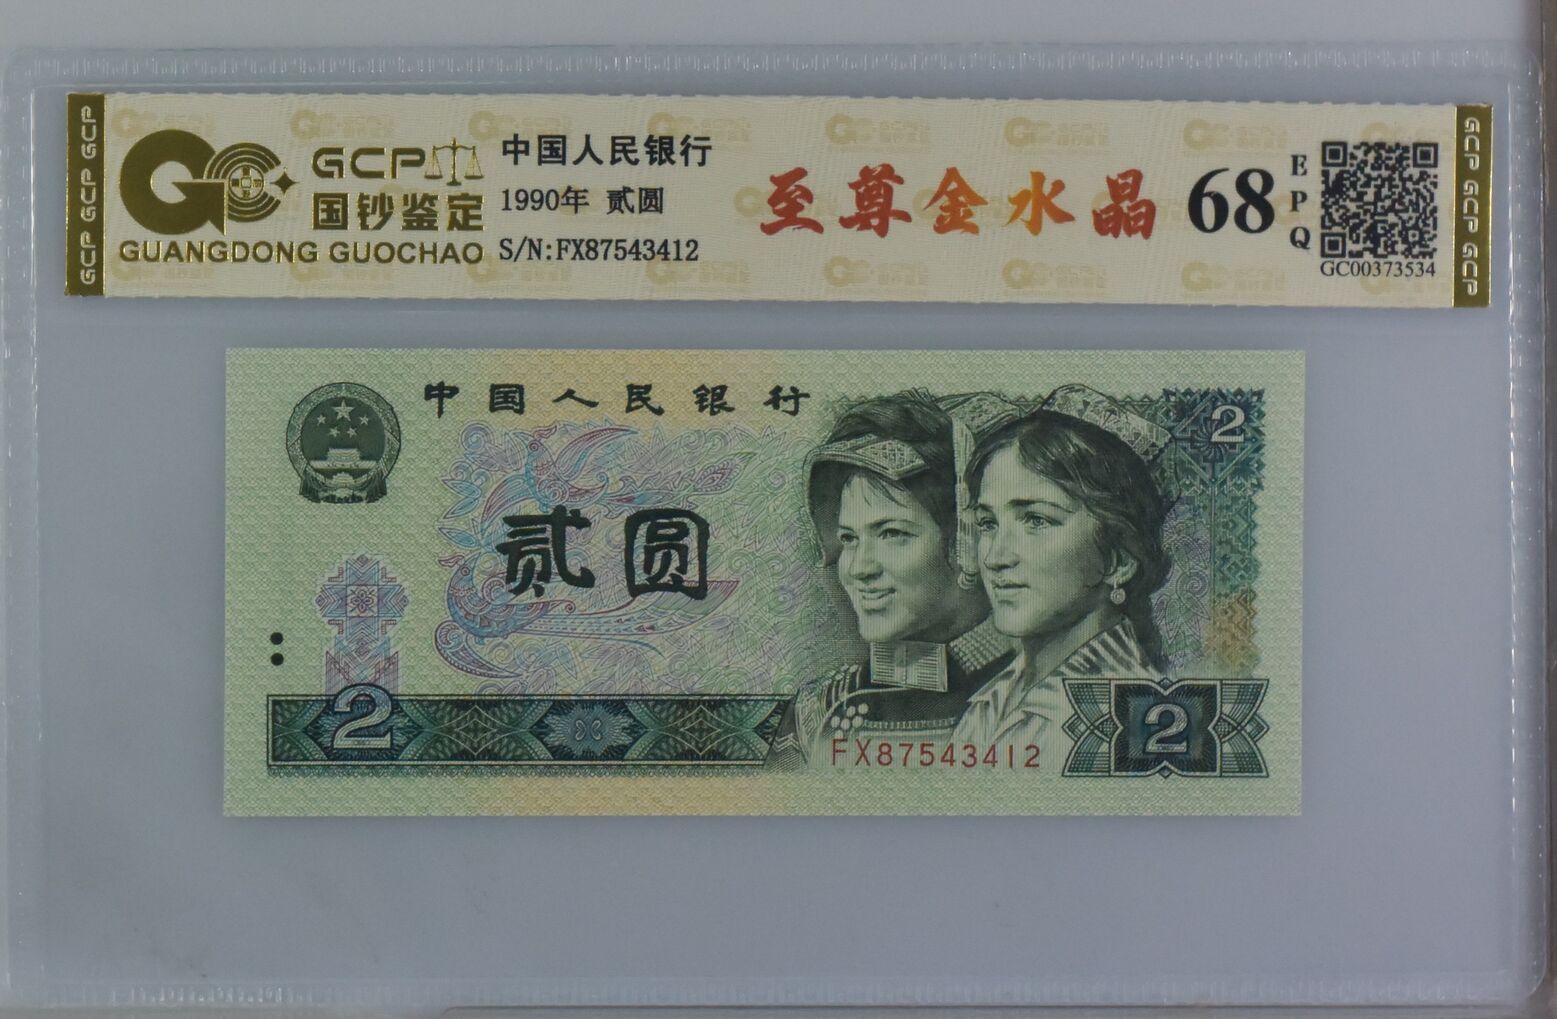 GCP GCP GCP
GCP
国钞鉴定
GUANGDONG GUOCHAO
中国人民银行
1990年 贰圆
S/N:FX87543412
至尊金水晶
68
EPQ
GC00373534
GCP GCP GCP
中国人民银行
2
贰圆
2
FX87543412
2